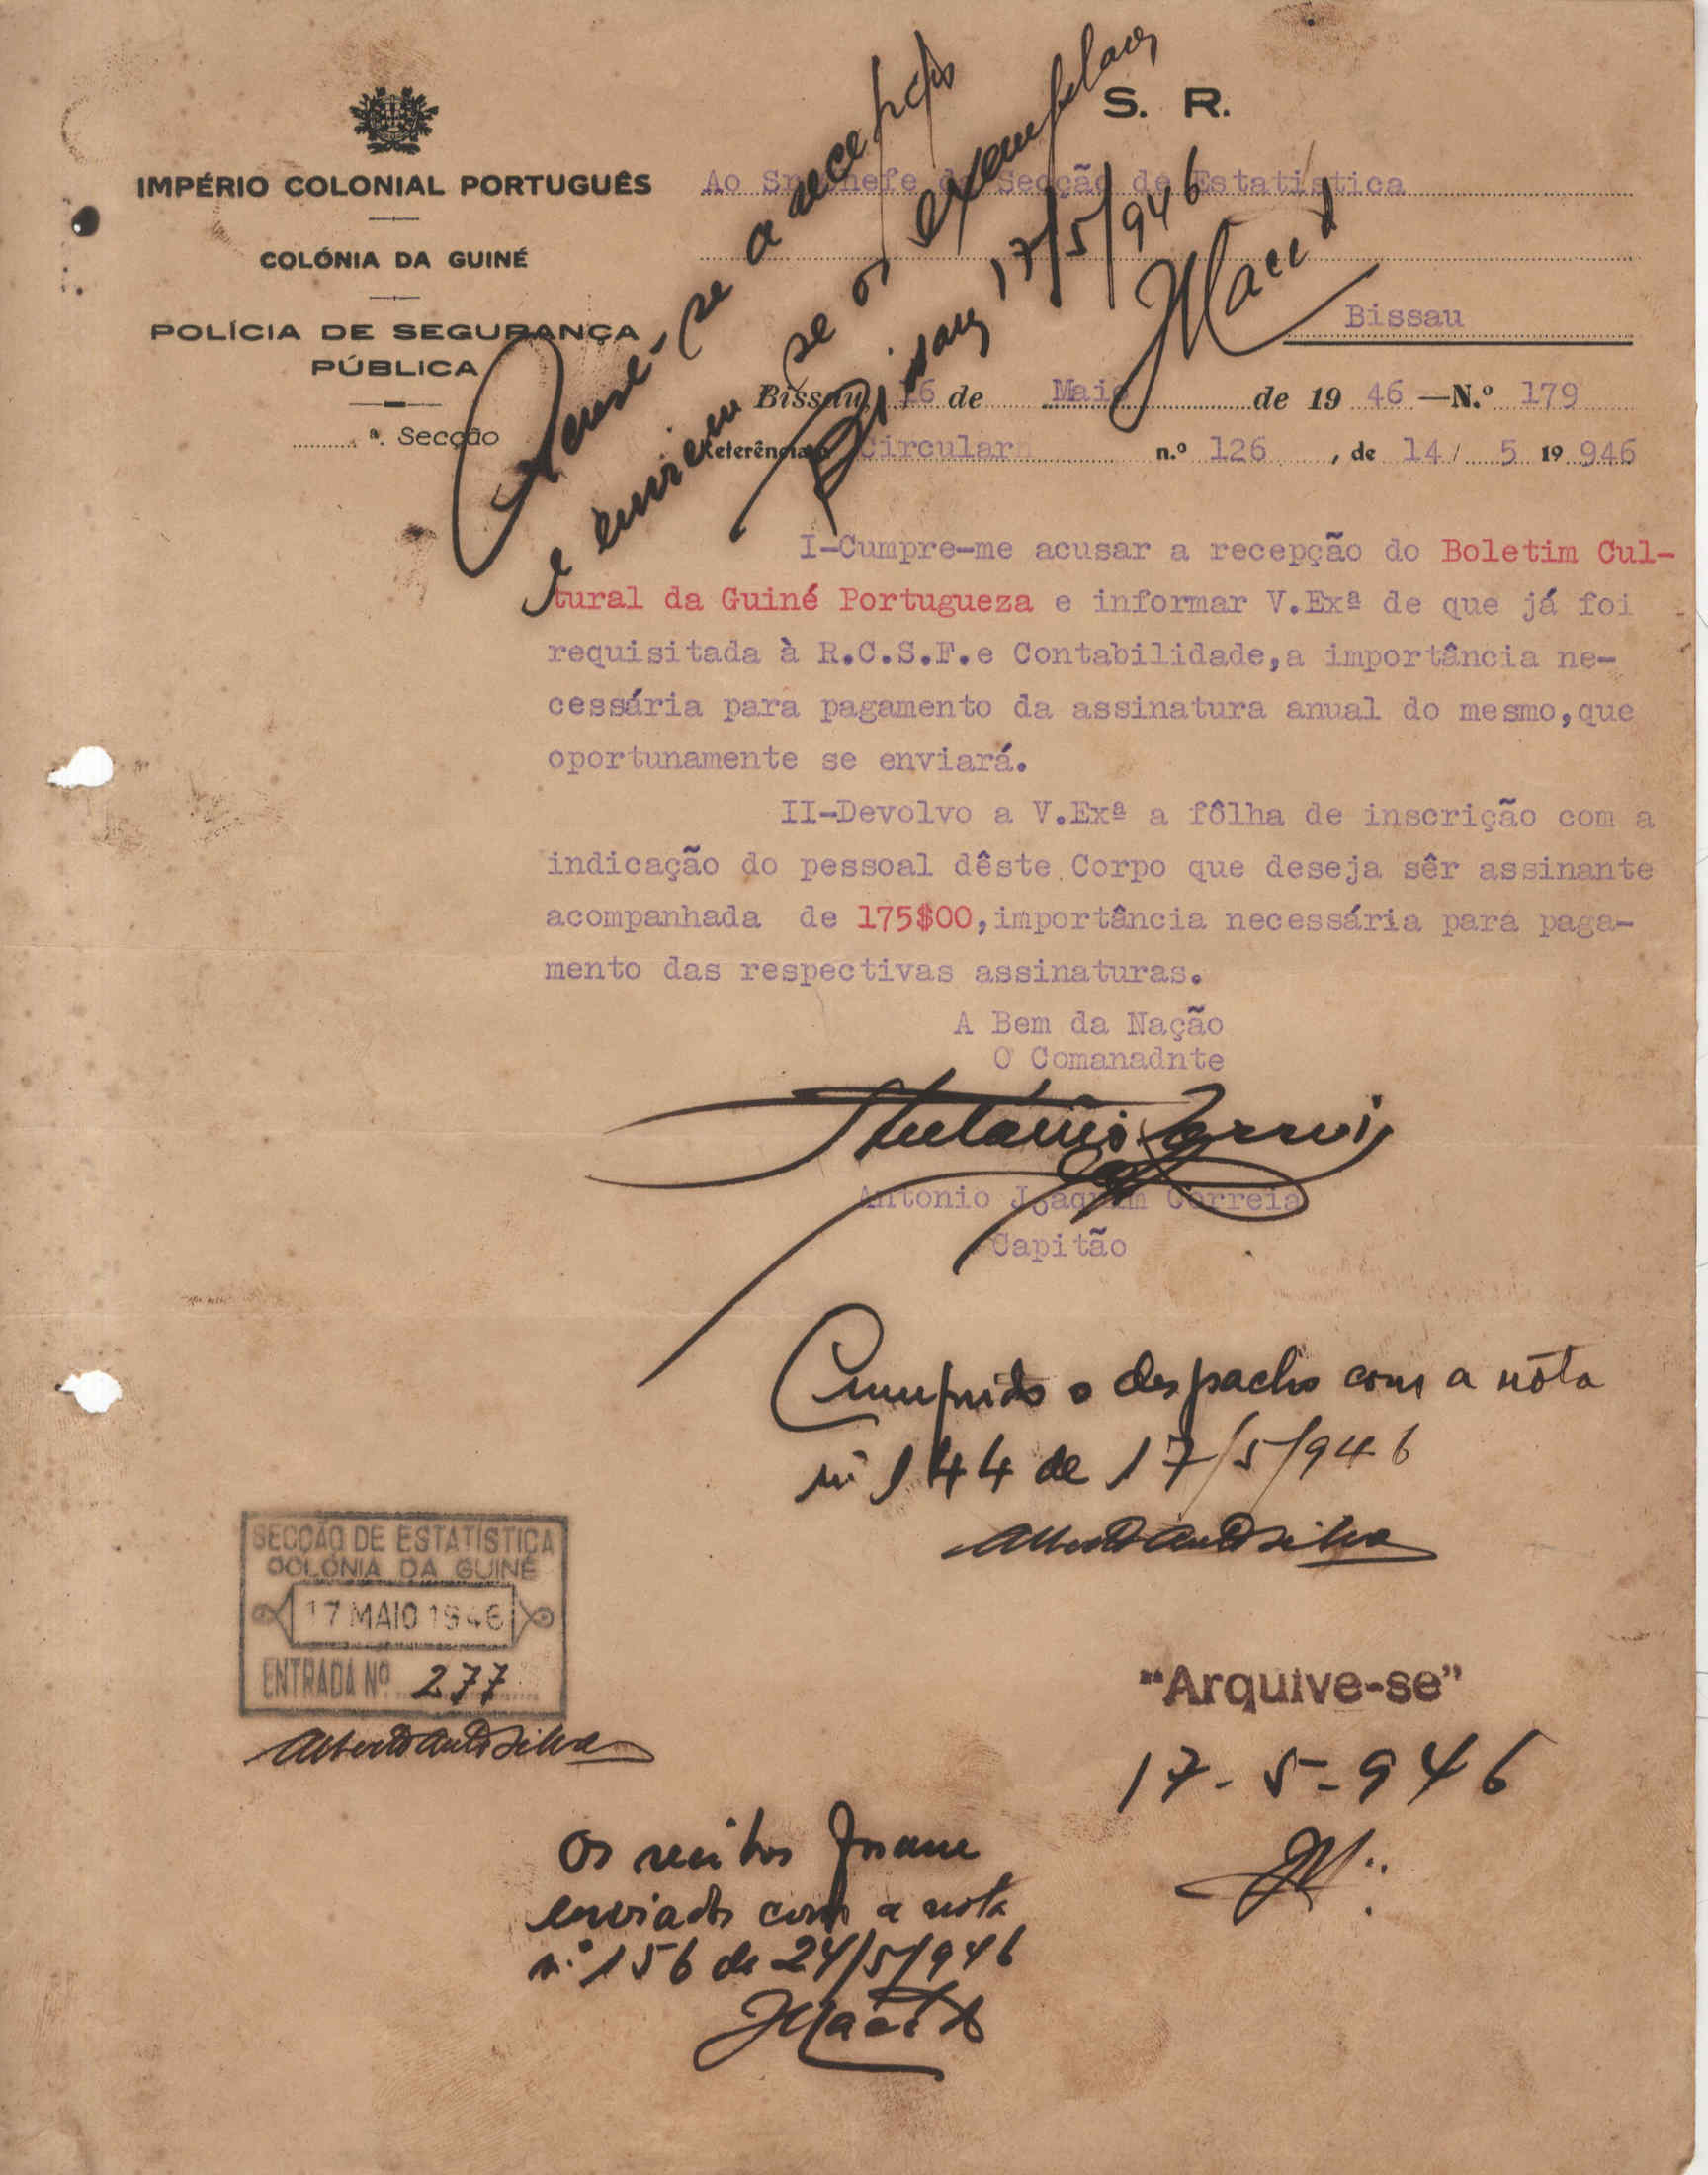 S. R.
IMPÉRIO COLONIAL PORTUGUÊS
COLÓNIA DA GUINÉ
POLÍCIA DE SEGURANÇA
PÚBLICA
ª. Secção
Ao Sr. Chefe da Secção de Estatística
Bissau
Bissau, 16 de Maio de 19 46 —N.º 179
Referência: Circular n.º 126, de 14/ 5 19 946
Acuse-se a recepção
e enviem se os exemplares
Bissau, 17/5/946
I-Cumpre-me acusar a recepção do Boletim Cul-
tural da Guiné Portugueza e informar V.Exª de que já foi
requisitada à R.C.S.F.e Contabilidade,a importância ne-
cessária para pagamento da assinatura anual do mesmo,que
oportunamente se enviará.
II-Devolvo a V.Exª a fôlha de inscrição com a
indicação do pessoal dêste Corpo que deseja sêr assinante
acompanhada de 175$00,importância necessária para paga-
mento das respectivas assinaturas.
A Bem da Nação
O Comanadnte
Antonio Joaquim Correia
Capitão
Cumprido o despacho com a nóta
nº 144 de 17/5/946
SECÇÃO DE ESTATÍSTICA
COLÓNIA DA GUINÉ
17 MAIO 1946
ENTRADA Nº 277
"Arquive-se"
17-5-946
Os recibos foram
enviados com a nota
n.º 156 de 24/5/946